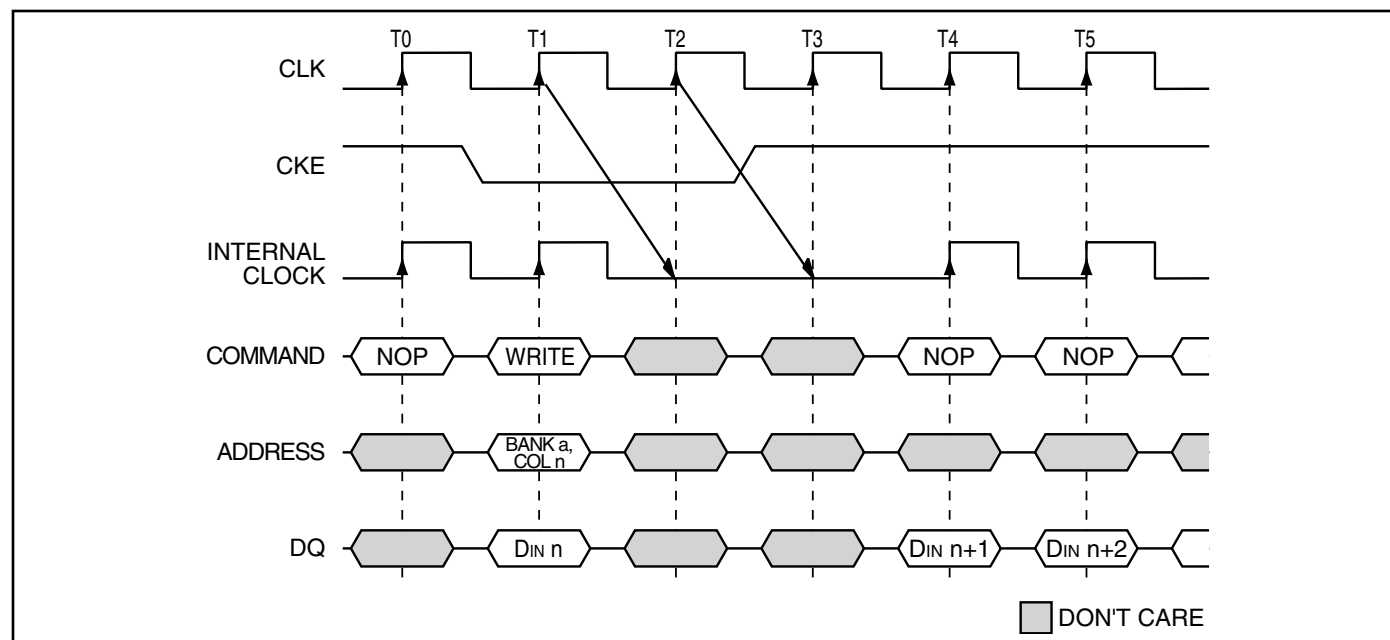 T0 T1 T2 T3 T4 T5
CLK
CKE
INTERNAL
CLOCK
COMMAND NOP WRITE NOP NOP
ADDRESS BANK a,
COL n
DQ DIN n DIN n+1 DIN n+2
DON'T CARE